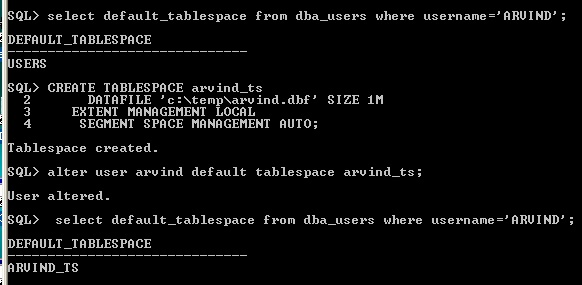 SQL> select default_tablespace from dba_users where username='ARVIND';
DEFAULT_TABLESPACE
------------------------------
USERS
SQL> CREATE TABLESPACE arvind_ts
2 DATAFILE 'c:\temp\arvind.dbf' SIZE 1M
3 EXTENT MANAGEMENT LOCAL
4 SEGMENT SPACE MANAGEMENT AUTO;
Tablespace created.
SQL> alter user arvind default tablespace arvind_ts;
User altered.
SQL> select default_tablespace from dba_users where username='ARVIND';
DEFAULT_TABLESPACE
------------------------------
ARVIND_TS